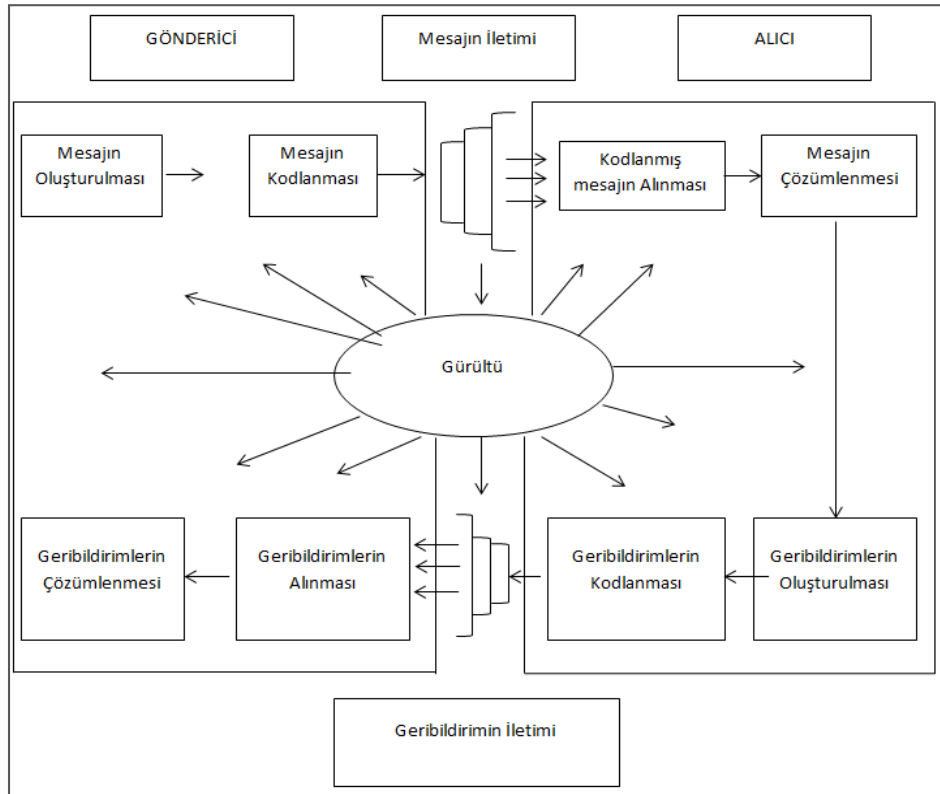 GÖNDERİCİ
Mesajın İletimi
ALICI
Mesajın
Oluşturulması
Mesajın
Kodlanması
Kodlanmış
mesajın Alınması
Mesajın
Çözümlenmesi
Gürültü
Geribildirimlerin
Çözümlenmesi
Geribildirimlerin
Alınması
Geribildirimlerin
Kodlanması
Geribildirimlerin
Oluşturulması
Geribildirimin İletimi